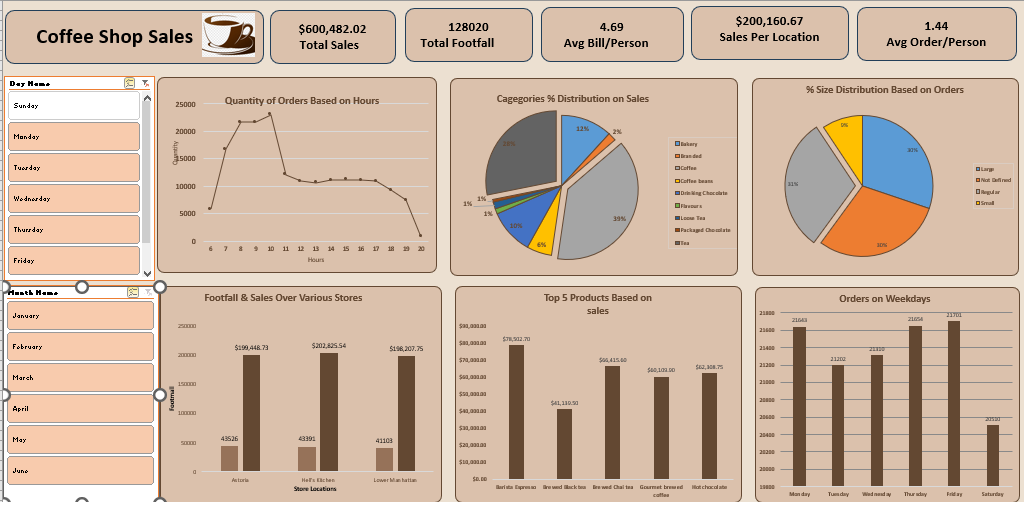 Coffee Shop Sales
$600,482.02
Total Sales
128020
Total Footfall
4.69
Avg Bill/Person
$200,160.67
Sales Per Location
1.44
Avg Order/Person
Day Name
Sunday
Monday
Tuesday
Wednesday
Thursday
Friday
Month Name
January
February
March
April
May
June
Quantity of Orders Based on Hours
25000
20000
15000
10000
5000
0
Quantity
6 7 8 9 10 11 12 13 14 15 16 17 18 19 20
Hours
Cagegories % Distribution on Sales
12%
2%
39%
6%
10%
1%
1%
1%
Bakery
Branded
Coffee
Coffee beans
Drinking Chocolate
Flavours
Loose Tea
Packaged Chocolate
Tea
% Size Distribution Based on Orders
30%
30%
31%
9%
Large
Not Defined
Regular
Small
Footfall & Sales Over Various Stores
250000
200000
150000
100000
50000
0
Footmall
$199,448.73
$202,825.54
$198,207.75
43526
43391
41103
Astoria
Hell's Kitchen
Lower Manhattan
Store Locations
Top 5 Products Based on
sales
$90,000.00
$80,000.00
$70,000.00
$60,000.00
$50,000.00
$40,000.00
$30,000.00
$20,000.00
$10,000.00
$0.00
$78,502.70
$41,139.50
$66,415.60
$60,109.90
$62,308.75
Barista Espresso
Brewed Black tea
Brewed Chai tea
Gourmet brewed
coffee
Hot chocolate
Orders on Weekdays
21800
21600
21400
21200
21000
20800
20600
20400
20200
20000
19800
21643
21202
21310
21654
21701
20510
Monday
Tuesday
Wednesday
Thursday
Friday
Saturday